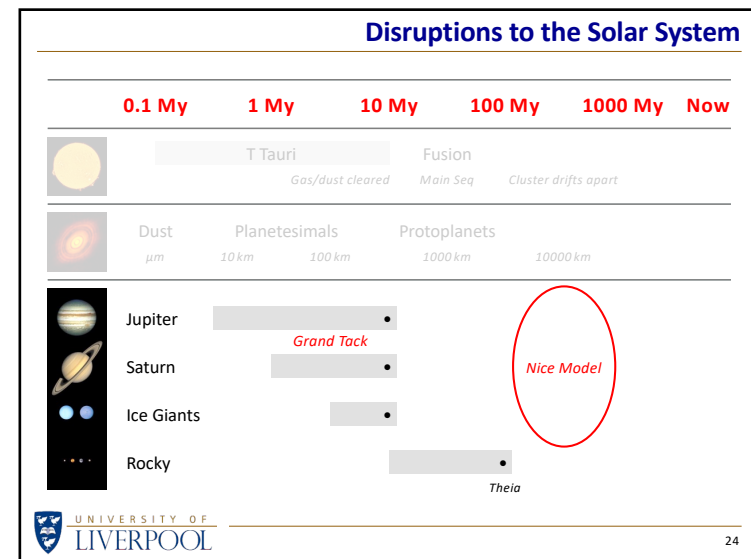 Disruptions to the Solar System
0.1 My 1 My 10 My 100 My 1000 My Now
T Tauri Fusion
Gas/dust cleared Main Seq Cluster drifts apart
Dust Planetesimals Protoplanets
μm 10 km 100 km 1000 km 10000 km
Jupiter
Grand Tack
Saturn Nice Model
Ice Giants
Rocky
Theia
UNIVERSITY OF
LIVERPOOL
24